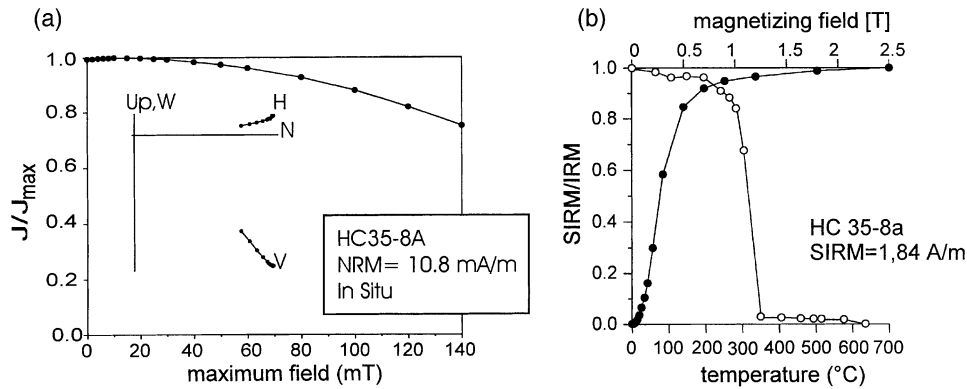 (a)
1.0
0.8
0.6
0.4
0.2
0.0
J/Jmax
Up,W
H
N
V
HC35-8A
NRM= 10.8 mA/m
In Situ
0 20 40 60 80 100 120 140
maximum field (mT)
(b)
magnetizing field [T]
0 0.5 1 1.5 2 2.5
1.0
0.8
0.6
0.4
0.2
0.0
SIRM/IRM
HC 35-8a
SIRM=1,84 A/m
0 100 200 300 400 500 600 700
temperature (°C)